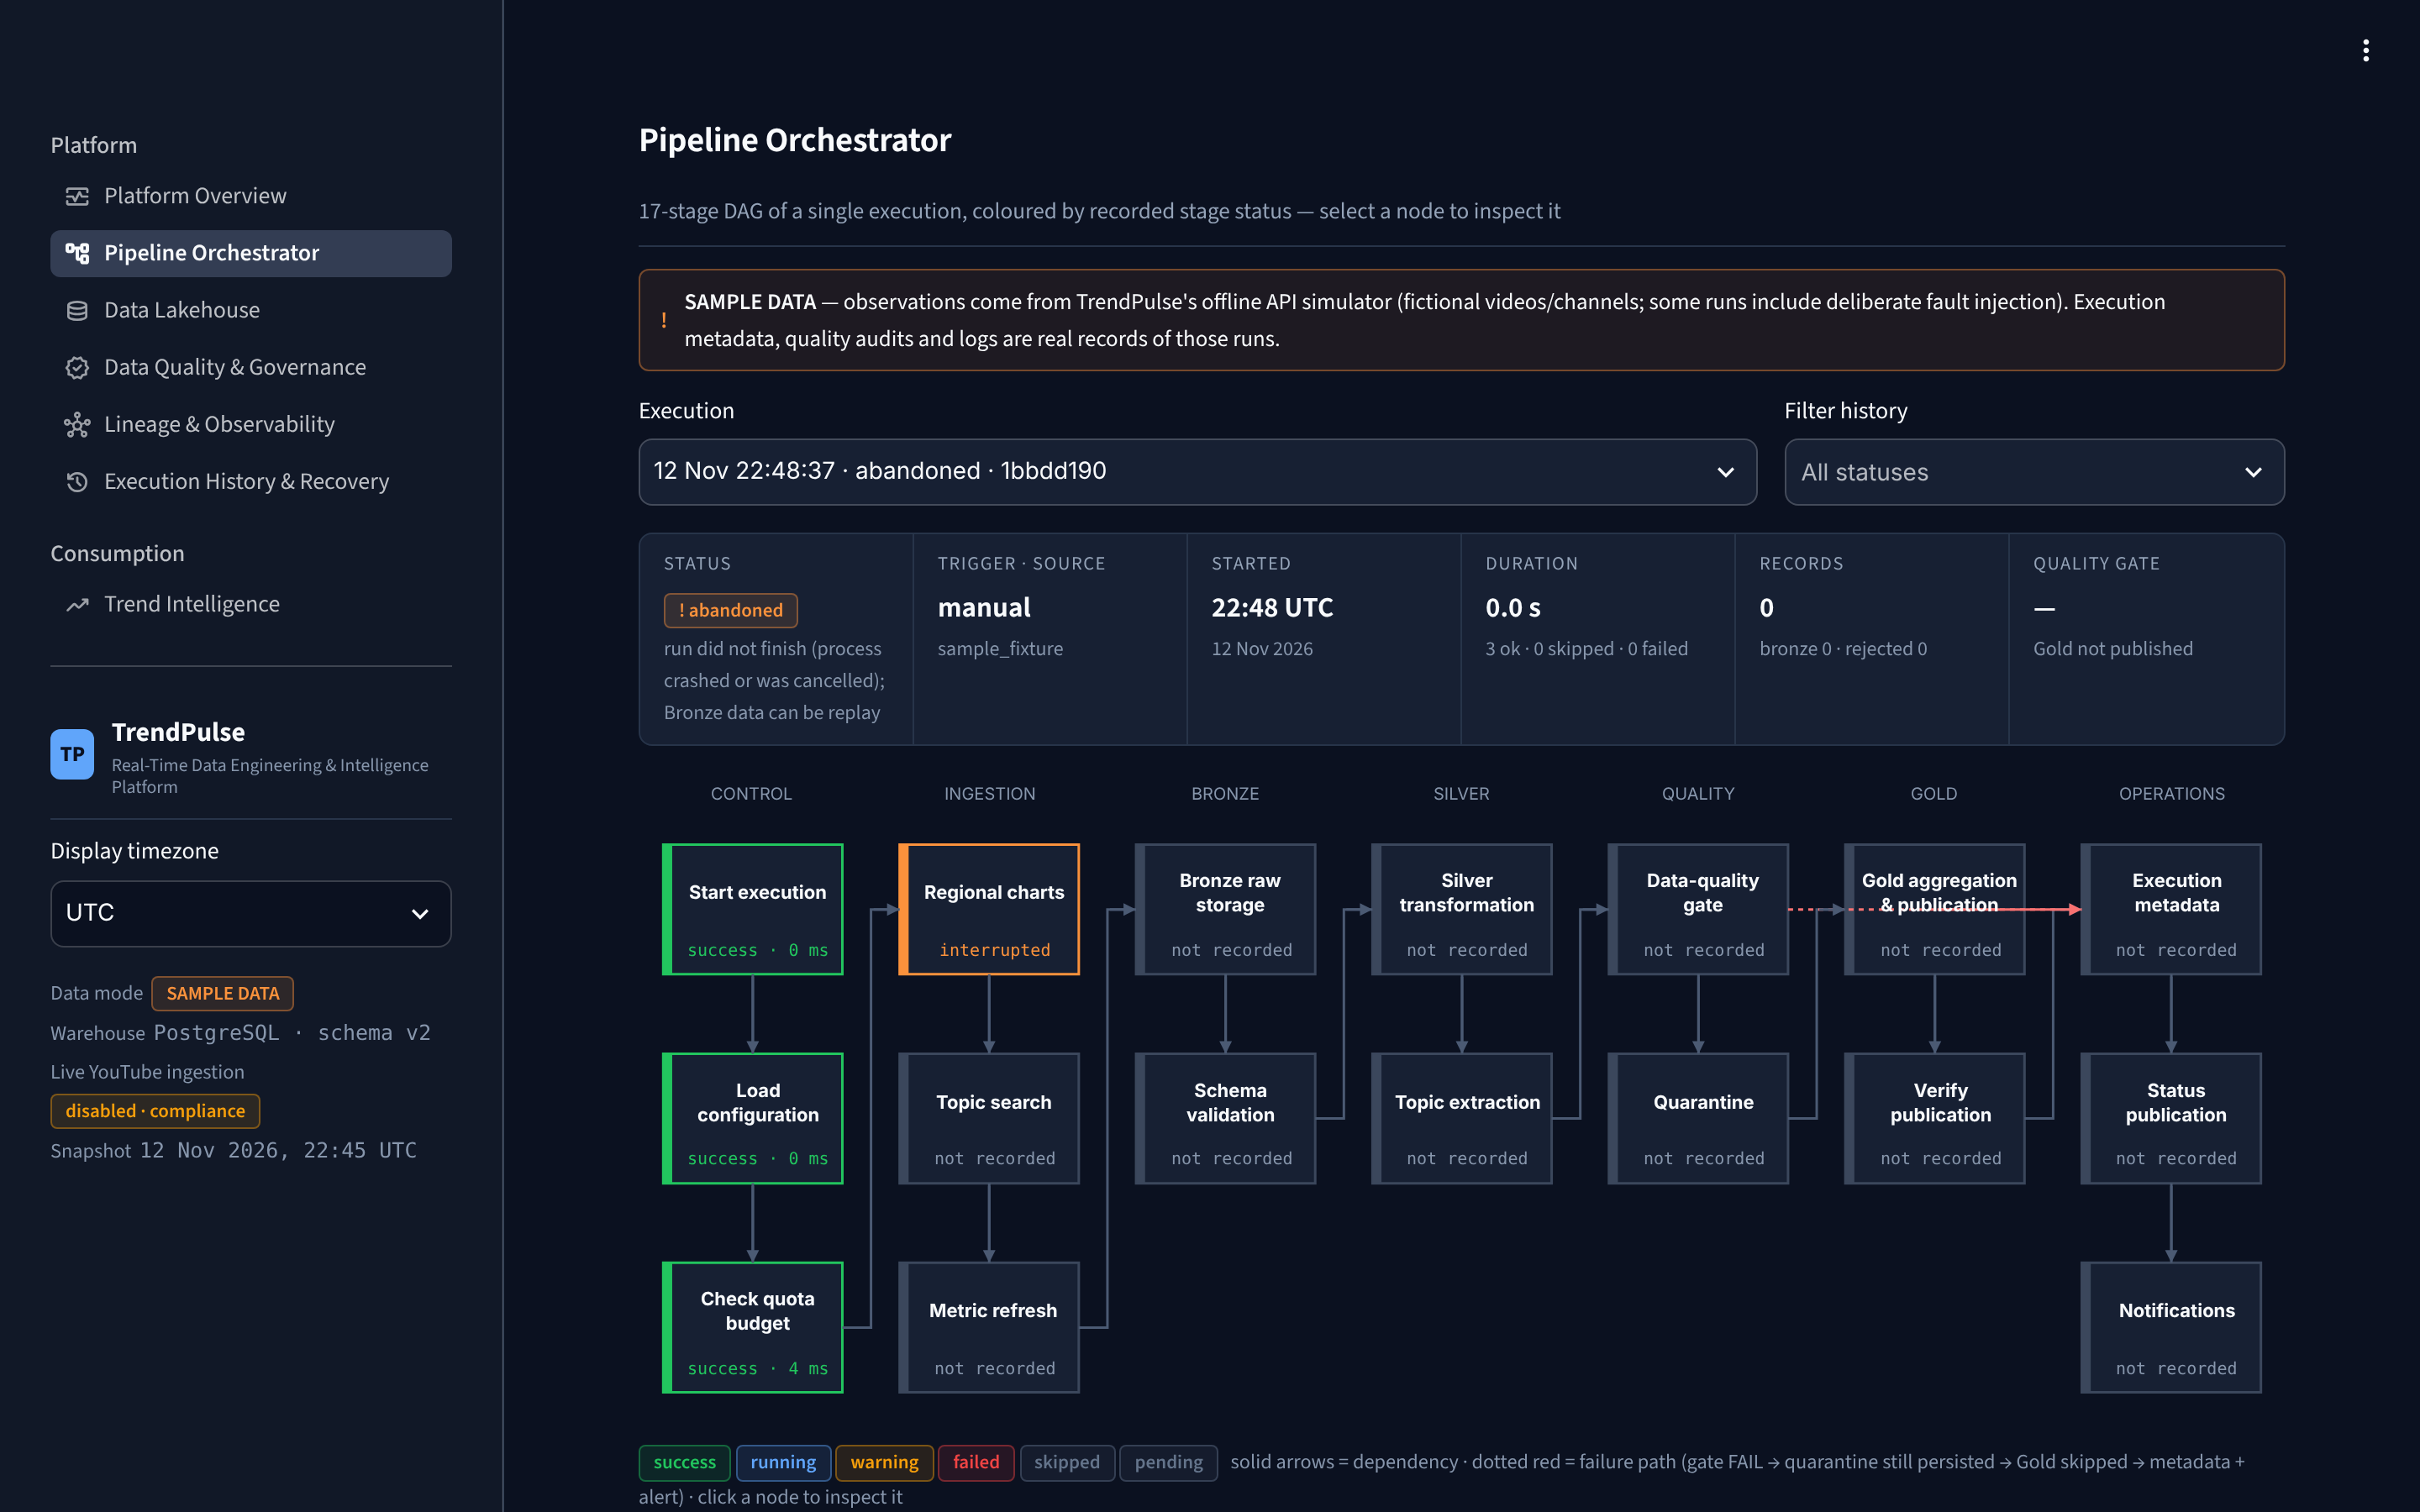 Platform
Platform Overview
Pipeline Orchestrator
Data Lakehouse
Data Quality & Governance
Lineage & Observability
Execution History & Recovery
Consumption
Trend Intelligence
TP
TrendPulse
Real-Time Data Engineering & Intelligence
Platform
Display timezone
UTC
Data mode SAMPLE DATA
Warehouse PostgreSQL · schema v2
Live YouTube ingestion
disabled · compliance
Snapshot 12 Nov 2026, 22:45 UTC
Pipeline Orchestrator
17-stage DAG of a single execution, coloured by recorded stage status — select a node to inspect it
! SAMPLE DATA — observations come from TrendPulse's offline API simulator (fictional videos/channels; some runs include deliberate fault injection). Execution
metadata, quality audits and logs are real records of those runs.
Execution
12 Nov 22:48:37 · abandoned · 1bbdd190
Filter history
All statuses
STATUS
! abandoned
run did not finish (process
crashed or was cancelled);
Bronze data can be replay
TRIGGER · SOURCE
manual
sample_fixture
STARTED
22:48 UTC
12 Nov 2026
DURATION
0.0 s
3 ok · 0 skipped · 0 failed
RECORDS
0
bronze 0 · rejected 0
QUALITY GATE
—
Gold not published
CONTROL
Start execution
success · 0 ms
Load
configuration
success · 0 ms
Check quota
budget
success · 4 ms
INGESTION
Regional charts
interrupted
Topic search
not recorded
Metric refresh
not recorded
BRONZE
Bronze raw
storage
not recorded
Schema
validation
not recorded
SILVER
Silver
transformation
not recorded
Topic extraction
not recorded
QUALITY
Data-quality
gate
not recorded
Quarantine
not recorded
GOLD
Gold aggregation
& publication
not recorded
Verify
publication
not recorded
OPERATIONS
Execution
metadata
not recorded
Status
publication
not recorded
Notifications
not recorded
success running warning failed skipped pending solid arrows = dependency · dotted red = failure path (gate FAIL → quarantine still persisted → Gold skipped → metadata +
alert) · click a node to inspect it